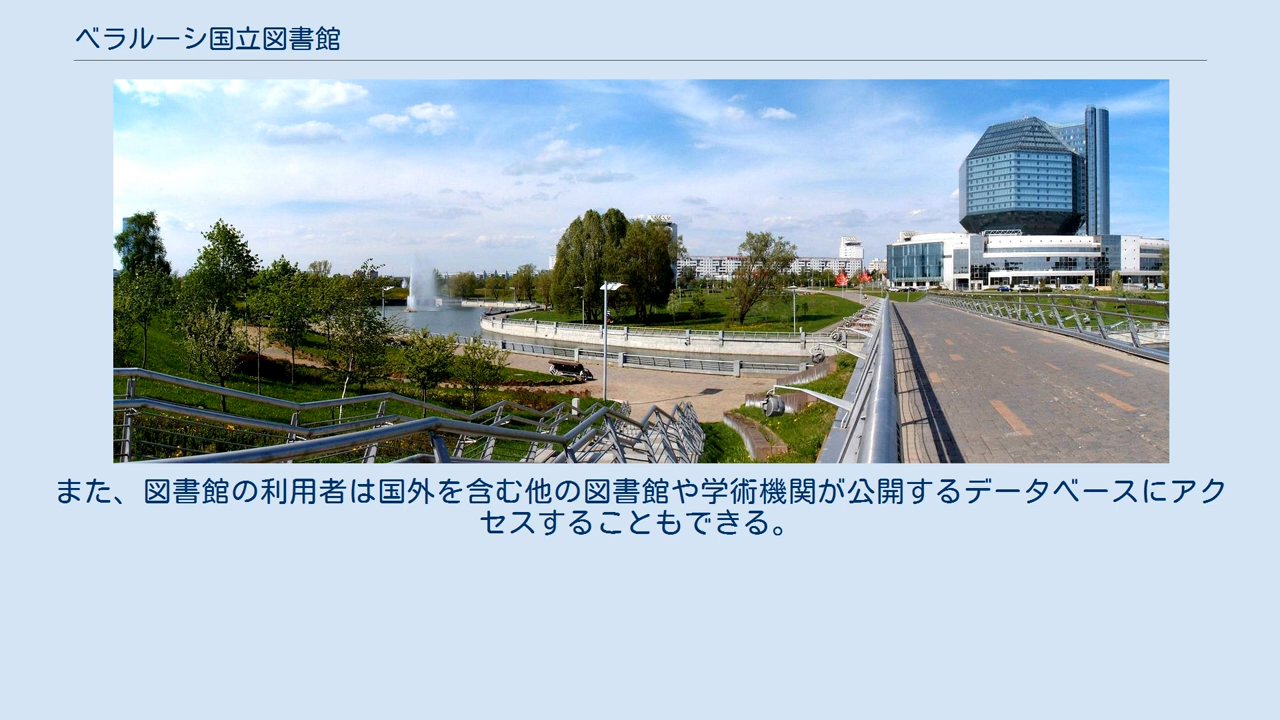 ベラルーシ国立図書館
また、図書館の利用者は国外を含む他の図書館や学術機関が公開するデータベースにアク
セスすることもできる。